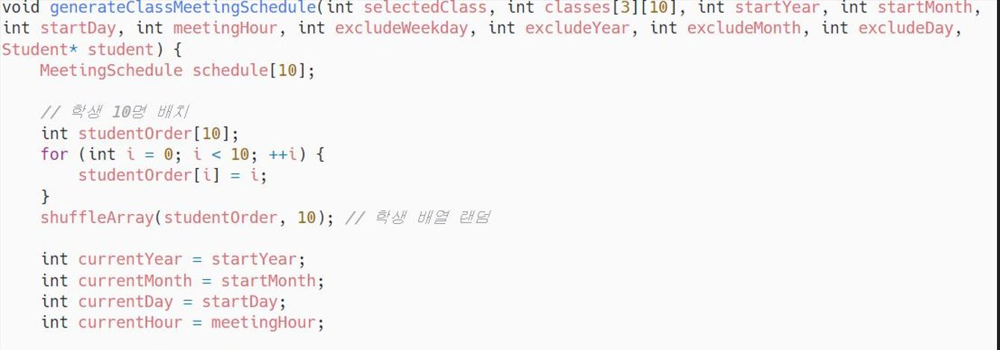 void generateClassMeetingSchedule(int selectedClass, int classes[3][10], int startYear, int startMonth,
int startDay, int meetingHour, int excludeWeekday, int excludeYear, int excludeMonth, int excludeDay,
Student* student) {
    MeetingSchedule schedule[10];

    // 학생 10명 배치
    int studentOrder[10];
    for (int i = 0; i < 10; ++i) {
        studentOrder[i] = i;
    }
    shuffleArray(studentOrder, 10); // 학생 배열 랜덤

    int currentYear = startYear;
    int currentMonth = startMonth;
    int currentDay = startDay;
    int currentHour = meetingHour;